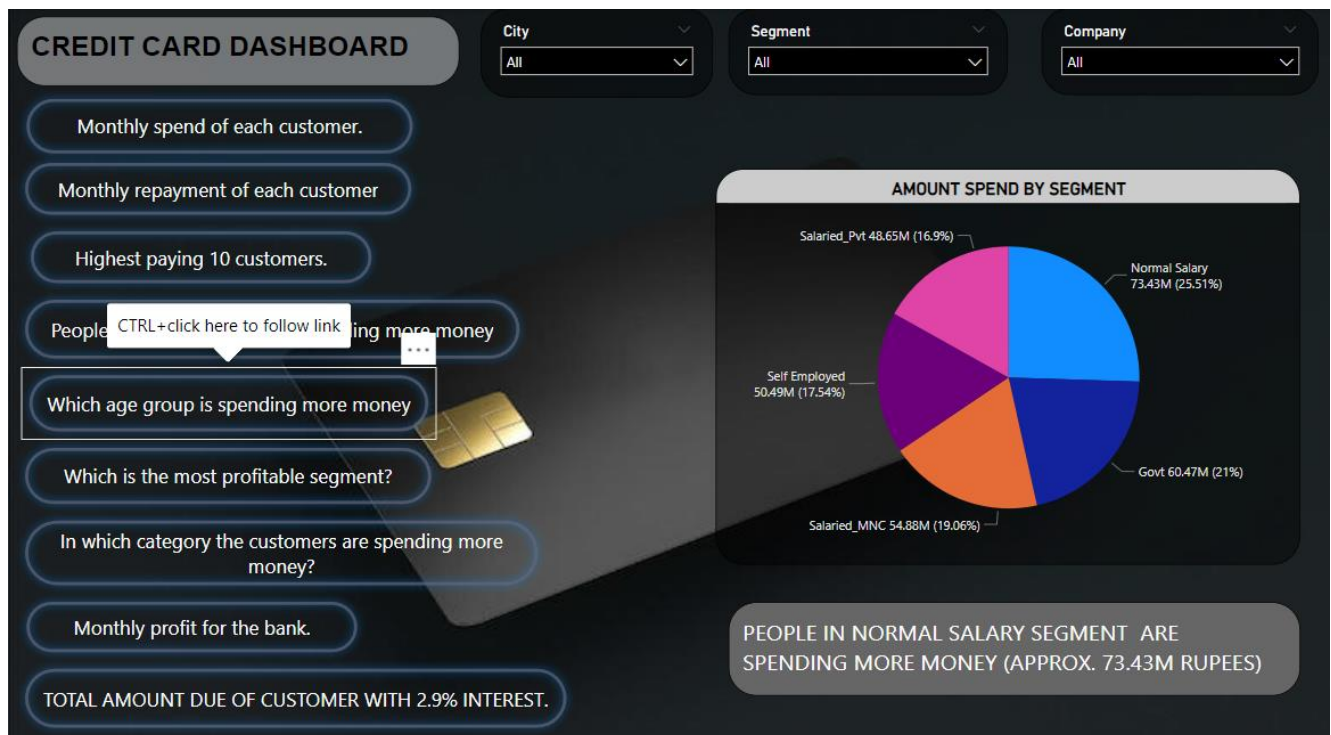 CREDIT CARD DASHBOARD
City
All
Segment
All
Company
All
Monthly spend of each customer.
Monthly repayment of each customer
Highest paying 10 customers.
People
ing more money
CTRL+click here to follow link
...
Which age group is spending more money
Which is the most profitable segment?
In which category the customers are spending more
money?
Monthly profit for the bank.
TOTAL AMOUNT DUE OF CUSTOMER WITH 2.9% INTEREST.
AMOUNT SPEND BY SEGMENT
Salaried_Pvt 48.65M (16.9%)
Normal Salary
73.43M (25.51%)
Self Employed
50.49M (17.54%)
Govt 60.47M (21%)
Salaried_MNC 54.88M (19.06%)
PEOPLE IN NORMAL SALARY SEGMENT ARE
SPENDING MORE MONEY (APPROX. 73.43M RUPEES)